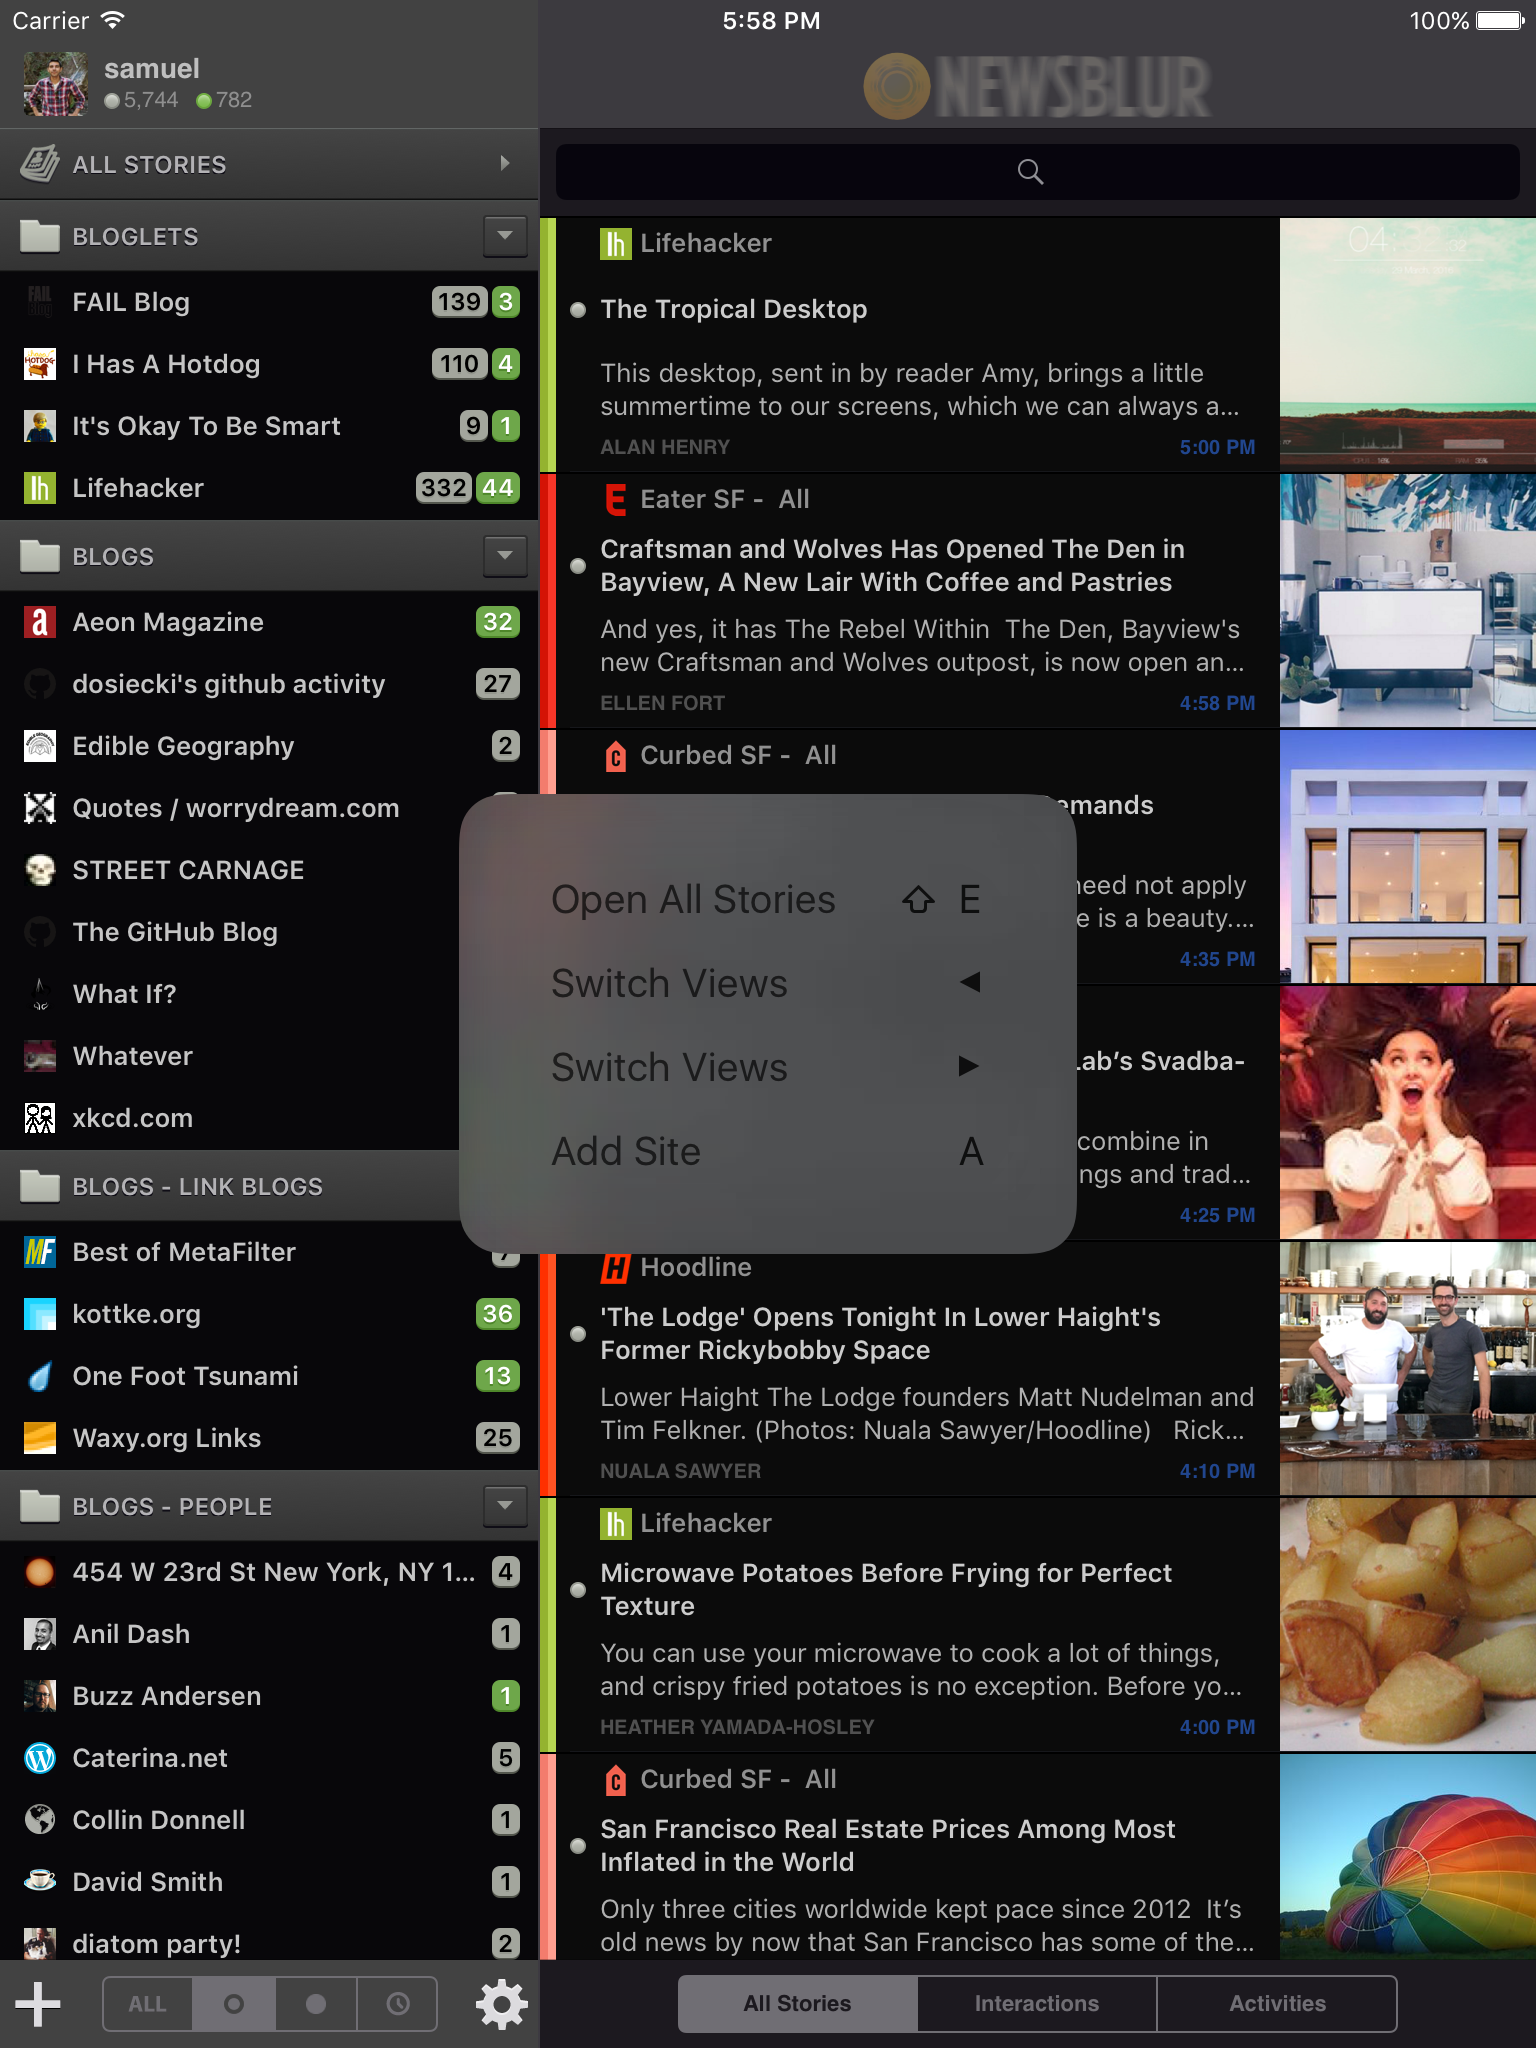 Carrier
5:58 PM
100%
samuel
5,744 782
NEWSBLUR
ALL STORIES
BLOGLETS
FAIL Blog 139 3
I Has A Hotdog 110 4
It's Okay To Be Smart 9 1
Lifehacker 332 44
BLOGS
Aeon Magazine 32
dosiecki's github activity 27
Edible Geography 2
Quotes / worrydream.com
STREET CARNAGE
The GitHub Blog
What If?
Whatever
xkcd.com
BLOGS - LINK BLOGS
Best of MetaFilter
kottke.org 36
One Foot Tsunami 13
Waxy.org Links 25
BLOGS - PEOPLE
454 W 23rd St New York, NY 1... 4
Anil Dash 1
Buzz Andersen 1
Caterina.net 5
Collin Donnell 1
David Smith 1
diatom party! 2
ALL
Lifehacker
The Tropical Desktop
This desktop, sent in by reader Amy, brings a little
summertime to our screens, which we can always a...
ALAN HENRY 5:00 PM
Eater SF - All
Craftsman and Wolves Has Opened The Den in
Bayview, A New Lair With Coffee and Pastries
And yes, it has The Rebel Within The Den, Bayview's
new Craftsman and Wolves outpost, is now open an...
ELLEN FORT 4:58 PM
Curbed SF - All
emands
need not apply
e is a beauty....
4:35 PM
Lab's Svadba-
combine in
ngs and trad...
4:25 PM
Open All Stories E
Switch Views
Switch Views
Add Site A
Hoodline
'The Lodge' Opens Tonight In Lower Haight's
Former Rickybobby Space
Lower Haight The Lodge founders Matt Nudelman and
Tim Felkner. (Photos: Nuala Sawyer/Hoodline) Rick...
NUALA SAWYER 4:10 PM
Lifehacker
Microwave Potatoes Before Frying for Perfect
Texture
You can use your microwave to cook a lot of things,
and crispy fried potatoes is no exception. Before yo...
HEATHER YAMADA-HOSLEY 4:00 PM
Curbed SF - All
San Francisco Real Estate Prices Among Most
Inflated in the World
Only three cities worldwide kept pace since 2012 It's
old news by now that San Francisco has some of the...
All Stories Interactions Activities